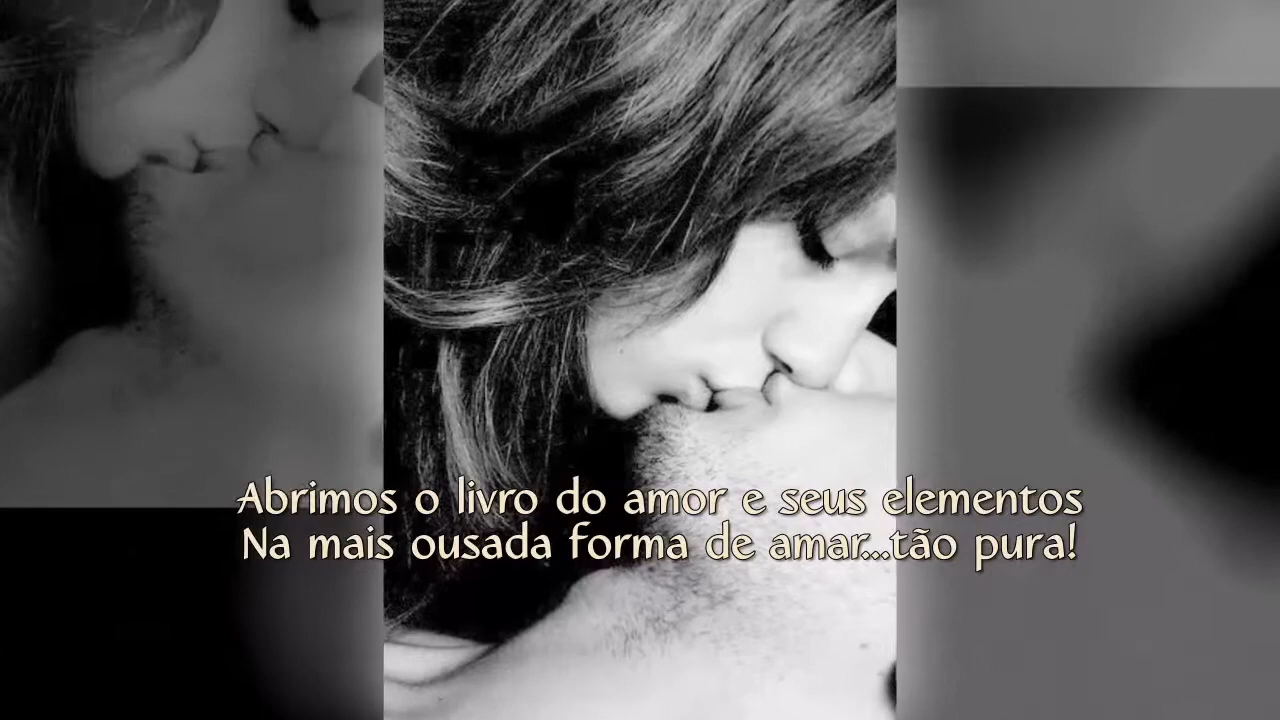 Abrimos o livro do amor e seus elementos
Na mais ousada forma de amar...tão pura!